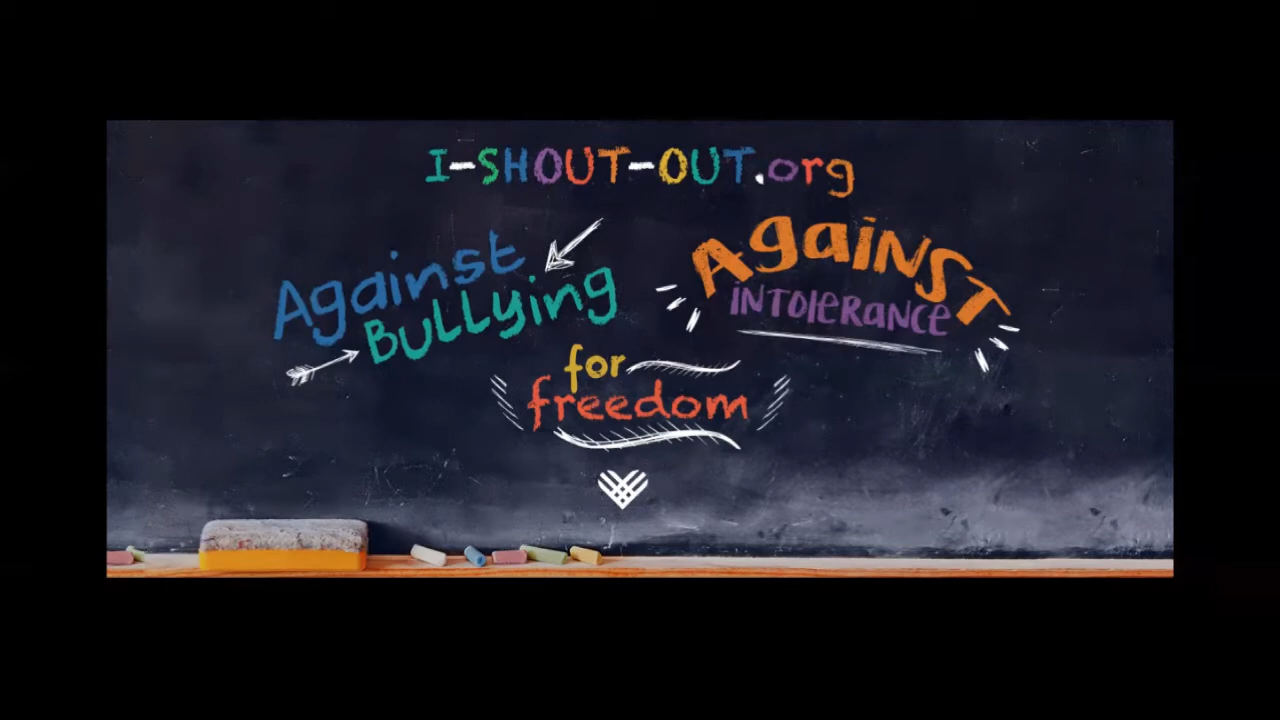 I-SHOUT-OUT.org
Against
Bullying
Against
INTOLERANCE
for
freedom